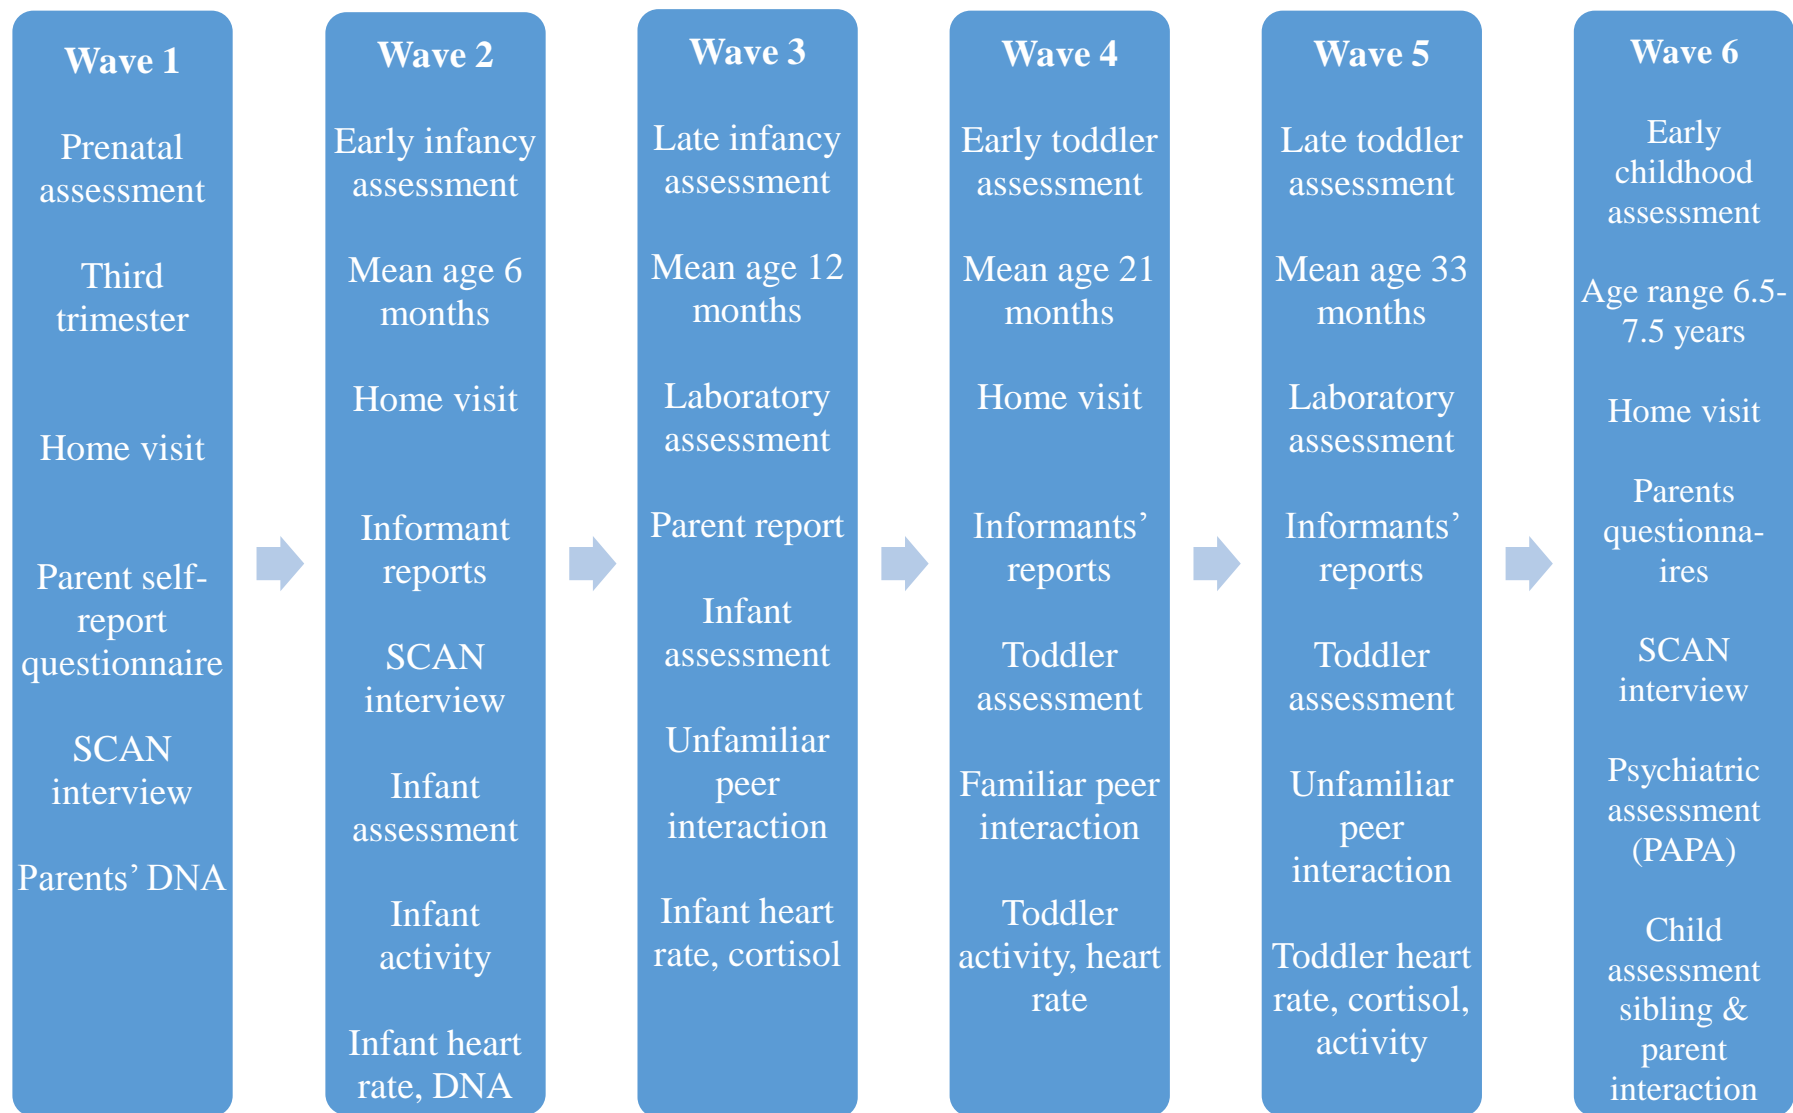 Wave 1
Prenatal
assessment
Third
trimester
Home visit
Parent self-
report
questionnaire
SCAN
interview
Parents’ DNA
Wave 2
Early infancy
assessment
Mean age 6
months
Home visit
Informant
reports
SCAN
interview
Infant
assessment
Infant
activity
Infant heart
rate, DNA
Wave 3
Late infancy
assessment
Mean age 12
months
Laboratory
assessment
Parent report
Infant
assessment
Unfamiliar
peer
interaction
Infant heart
rate, cortisol
Wave 4
Early toddler
assessment
Mean age 21
months
Home visit
Informants’
reports
Toddler
assessment
Familiar peer
interaction
Toddler
activity, heart
rate
Wave 5
Late toddler
assessment
Mean age 33
months
Laboratory
assessment
Informants’
reports
Toddler
assessment
Unfamiliar
peer
interaction
Toddler heart
rate, cortisol,
activity
Wave 6
Early
childhood
assessment
Age range 6.5-
7.5 years
Home visit
Parents
questionna-
ires
SCAN
interview
Psychiatric
assessment
(PAPA)
Child
assessment
sibling &
parent
interaction